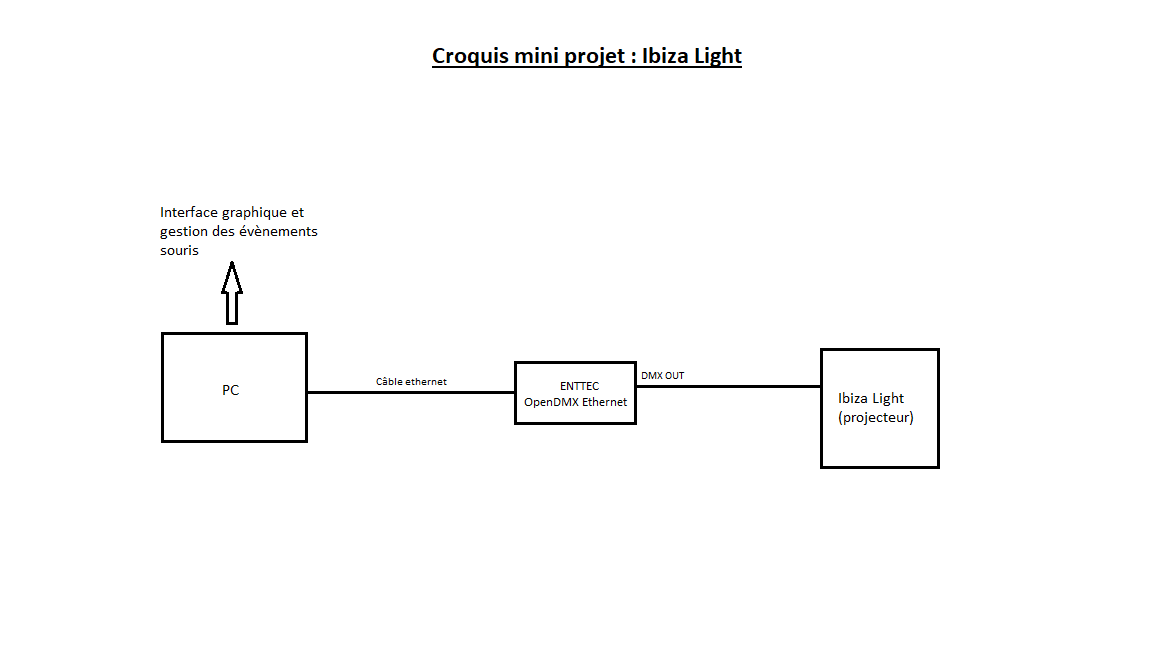 Croquis mini projet : Ibiza Light
Interface graphique et
gestion des évènements
souris
PC
Câble ethernet
ENTTEC
OpenDMX Ethernet
DMX OUT
Ibiza Light
(projecteur)